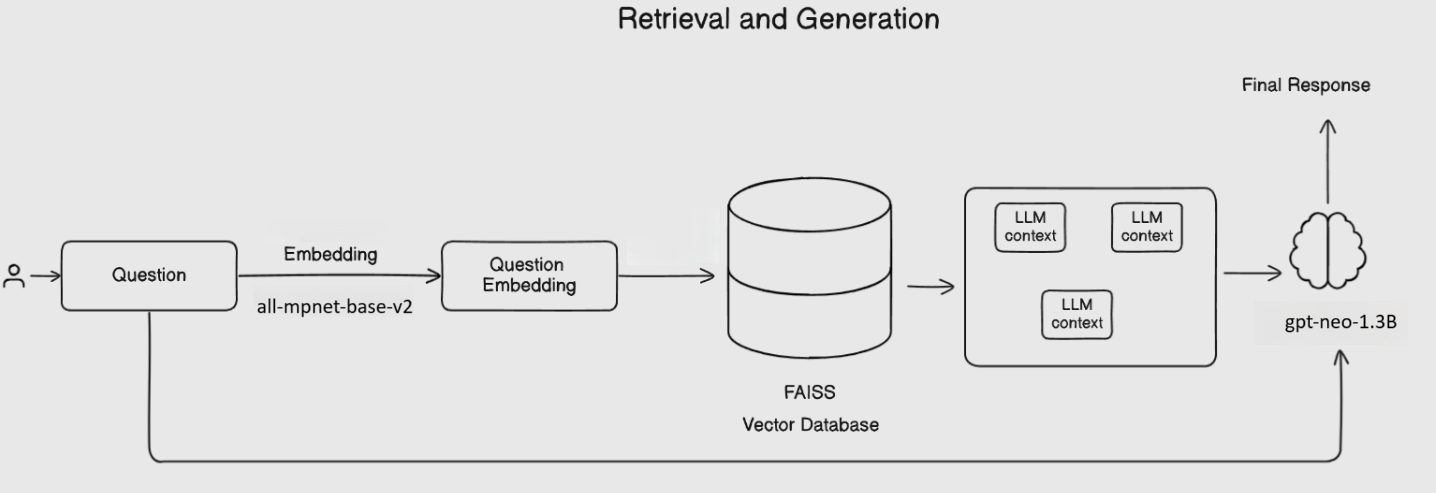 Retrieval and Generation
Final Response
Question
Embedding
all-mpnet-base-v2
Question
Embedding
FAISS
Vector Database
LLM
context
LLM
context
LLM
context
gpt-neo-1.3B